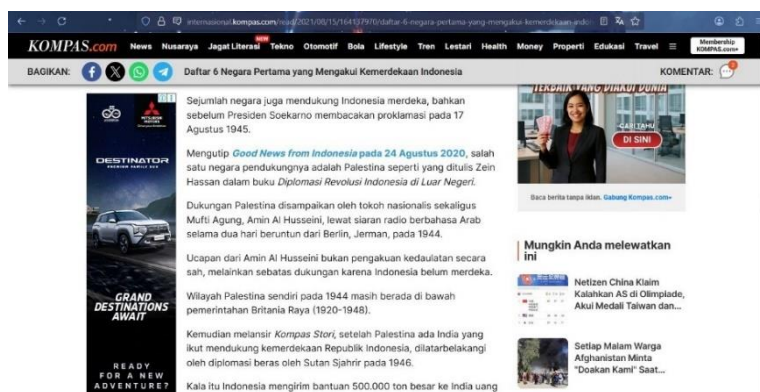 internasional.kompas.com/read/2021/08/15/164137970/daftar-6-negara-pertama-yang-mengakui-kemerdekaan-indo
KOMPAS.com News Nusaraya Jagat Literasi NEW Tekno Otomotif Bola Lifestyle Tren Lestari Health Money Properti Edukasi Travel Membership KOMPAS.com+
BAGIKAN: Daftar 6 Negara Pertama yang Mengakui Kemerdekaan Indonesia KOMENTAR:
MITSUBISHI MOTORS
DESTINATOR
GRAND
DESTINATIONS
AWAIT
READY
FOR A NEW
ADVENTURE?
Sejumlah negara juga mendukung Indonesia merdeka, bahkan
sebelum Presiden Soekarno membacakan proklamasi pada 17
Agustus 1945.
Mengutip Good News from Indonesia pada 24 Agustus 2020, salah
satu negara pendukungnya adalah Palestina seperti yang ditulis Zein
Hassan dalam buku Diplomasi Revolusi Indonesia di Luar Negeri.
Dukungan Palestina disampaikan oleh tokoh nasionalis sekaligus
Mufti Agung, Amin Al Husseini, lewat siaran radio berbahasa Arab
selama dua hari beruntun dari Berlin, Jerman, pada 1944.
Ucapan dari Amin Al Husseini bukan pengakuan kedaulatan secara
sah, melainkan sebatas dukungan karena Indonesia belum merdeka.
Wilayah Palestina sendiri pada 1944 masih berada di bawah
pemerintahan Britania Raya (1920-1948).
Kemudian melansir Kompas Stori, setelah Palestina ada India yang
ikut mendukung kemerdekaan Republik Indonesia, dilatarbelakangi
oleh diplomasi beras oleh Sutan Sjahrir pada 1946.
Kala itu Indonesia mengirim bantuan 500.000 ton besar ke India uang
TERBAIK YANG DIAKUI DUNIA
CARI TAHU
DI SINI
Baca berita tanpa iklan. Gabung Kompas.com+
Mungkin Anda melewatkan
ini
Netizen China Klaim
Kalahkan AS di Olimpiade,
Akui Medali Taiwan dan...
Setiap Malam Warga
Afghanistan Minta
"Doakan Kami" Saat...